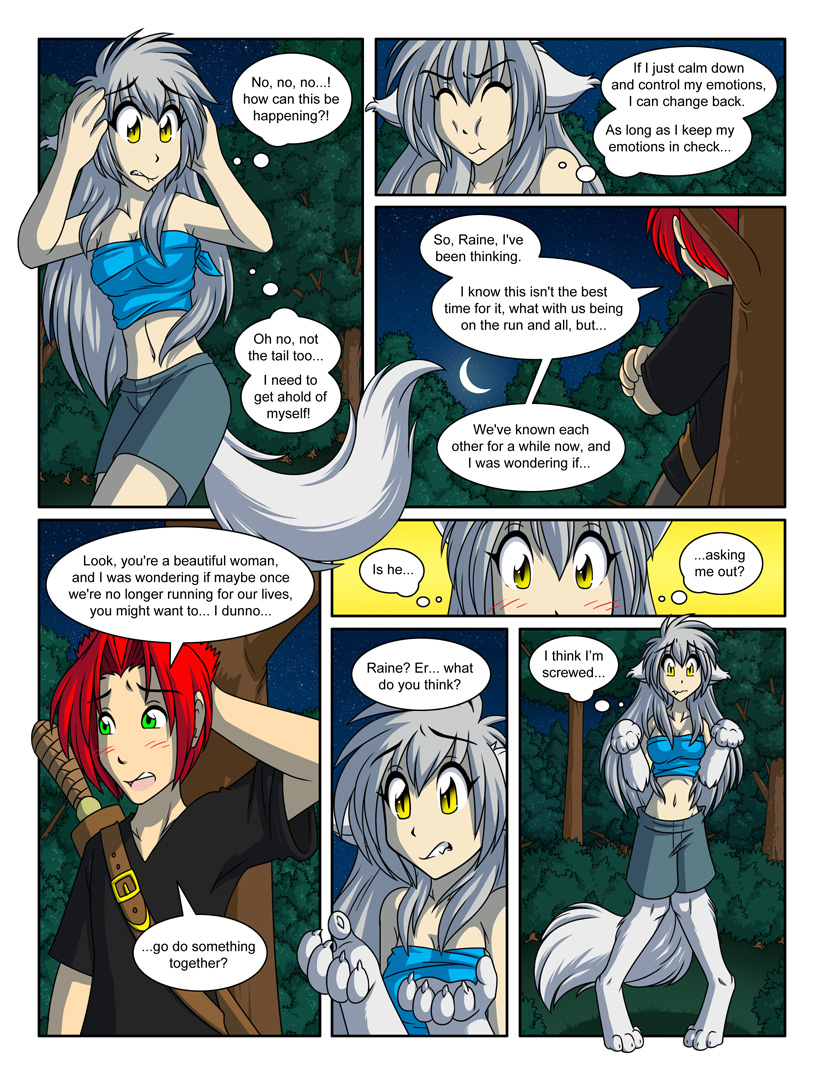 No, no, no...!
how can this be
happening?!
Oh no, not
the tail too...
I need to
get ahold of
myself!
If I just calm down
and control my emotions,
I can change back.
As long as I keep my
emotions in check...
So, Raine, I've
been thinking.
I know this isn't the best
time for it, what with us being
on the run and all, but...
We've known each
other for a while now, and
I was wondering if...
Look, you're a beautiful woman,
and I was wondering if maybe once
we're no longer running for our lives,
you might want to... I dunno...
...go do something
together?
Is he...
...asking
me out?
Raine? Er... what
do you think?
I think I’m
screwed...